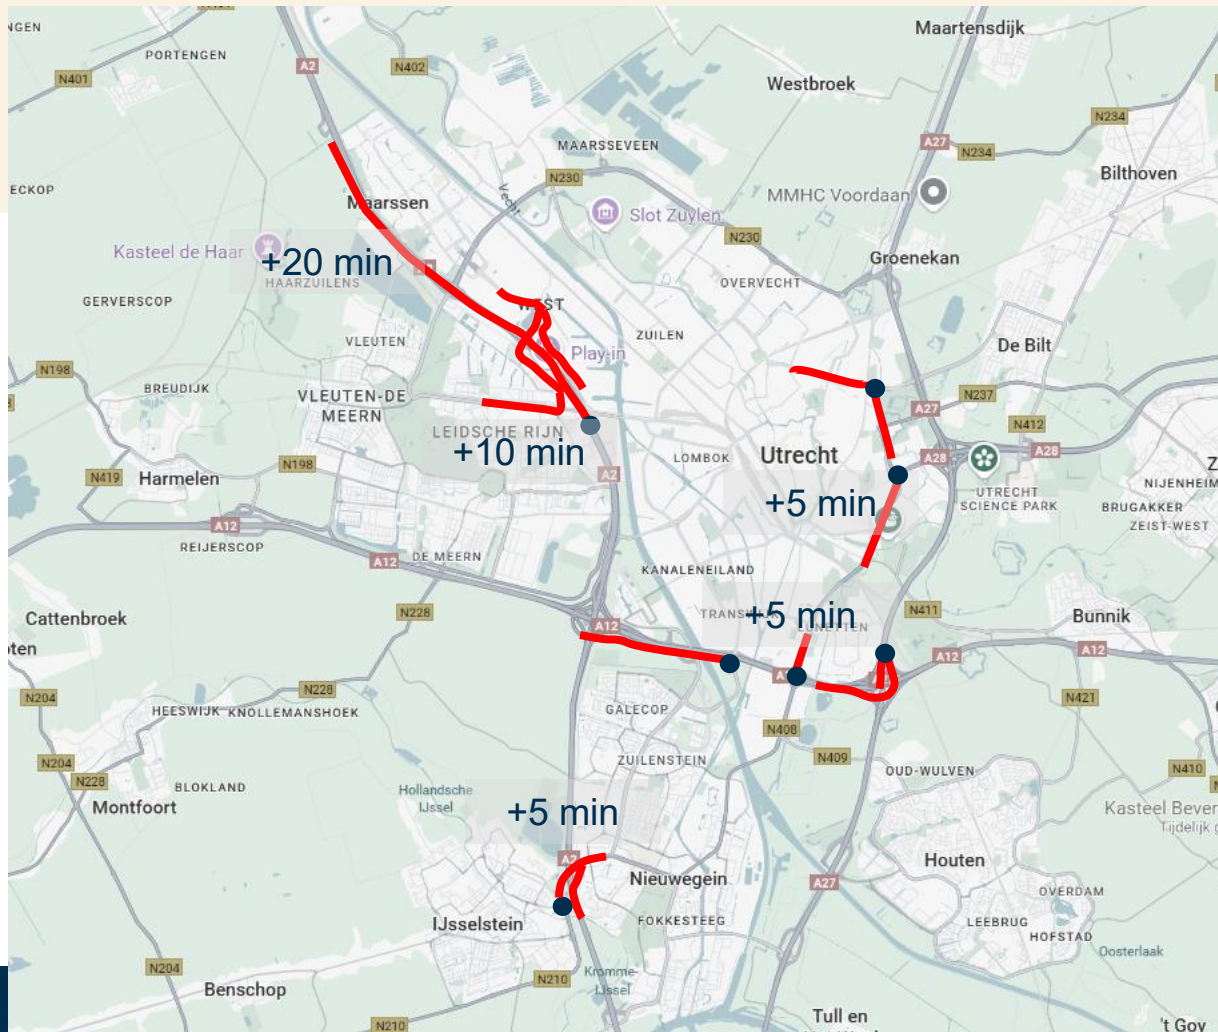 NGEN
PORTENGEN
N401
A2
N402
Maartensdijk
Westbroek
N234
A27
N234
MAARSSEVEEN
Bilthoven
N230
ECKOP
Vecht
MMHC Voordaan
Maarssen
Slot Zuylen
N230
Kasteel de Haar
Groenekan
+20 min
HAARZUILENS
OVERVECHT
GERVERSCOP
WEST
ZUILEN
VLEUTEN
Play-in
De Bilt
N198
BREUDIJK
VLEUTEN-DE
MEERN
N237
A27
N412
LEIDSCHE RIJN
A28
+10 min
LOMBOK
Utrecht
A28
N198
N419
Harmelen
A2
UTRECHT
SCIENCE PARK
NIJENHEIM
+5 min
BRUGAKKER
ZEIST-WEST
A12
REIJERSCOP
DE MEERN
A12
KANALENEILAND
N228
TRANSWIJK
+5 min
N411
Bunnik
Cattenbroek
A12
LUNETTEN
oten
A12
A12
N204
N228
N421
HEESWIJK
KNOLLEMANSHOEK
GALECOP
N408
N409
N204
ZUILENSTEIN
OUD-WULVEN
N410
N228
BLOKLAND
Hollandsche
IJssel
Montfoort
+5 min
Kasteel Bever
Tijdelijk g
A2
Houten
Nieuwegein
A27
OVERDAM
IJsselstein
FOKKESTEEG
LEEBRUG
HOFSTAD
Oosterlaak
N204
Kromme-
IJssel
N210
Benschop
N210
Tull en
't Goy